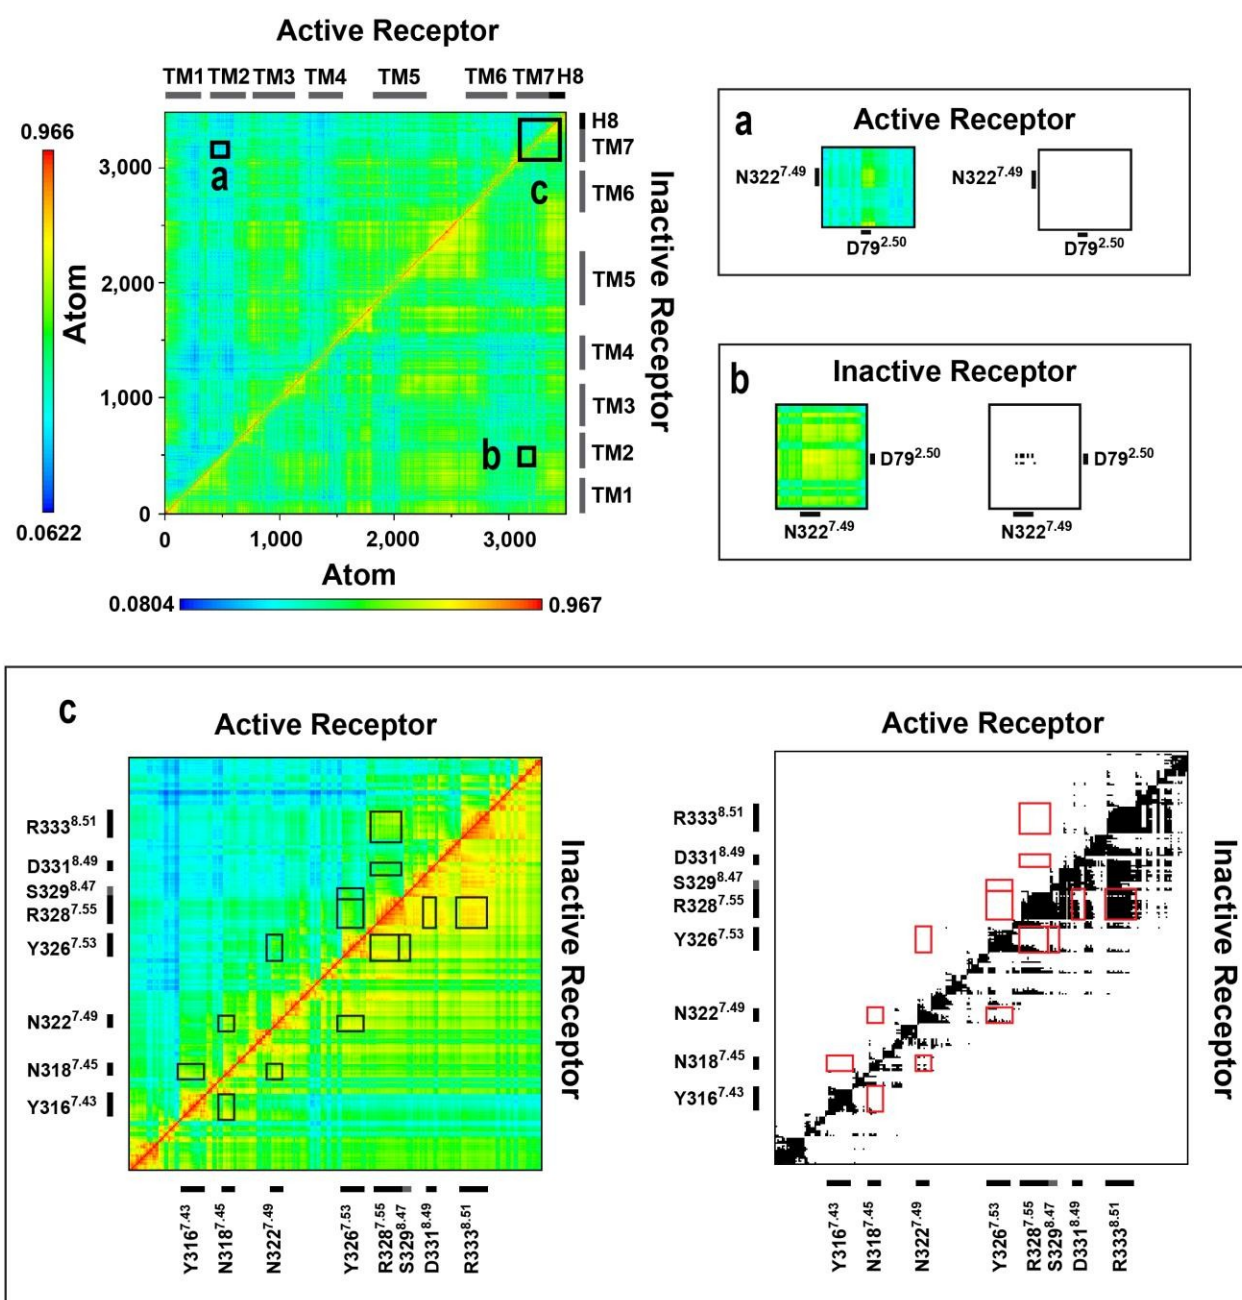 Active Receptor
TM1 TM2 TM3 TM4 TM5 TM6 TM7 H8
0.966
0.0622
Atom
3,000
2,000
1,000
0
a
b
c
H8
TM7
TM6
TM5
TM4
TM3
TM2
TM1
Inactive Receptor
0 1,000 2,000 3,000
Atom
0.0804 0.967
a
Active Receptor
N322^7.49 N322^7.49
D79^2.50 D79^2.50
b
Inactive Receptor
D79^2.50 D79^2.50
N322^7.49 N322^7.49
c
Active Receptor
R333^8.51
D331^8.49
S329^8.47
R328^7.55
Y326^7.53
N322^7.49
N318^7.45
Y316^7.43
Inactive Receptor
Y316^7.43
N318^7.45
N322^7.49
Y326^7.53
R328^7.55
S329^8.47
D331^8.49
R333^8.51
Active Receptor
R333^8.51
D331^8.49
S329^8.47
R328^7.55
Y326^7.53
N322^7.49
N318^7.45
Y316^7.43
Inactive Receptor
Y316^7.43
N318^7.45
N322^7.49
Y326^7.53
R328^7.55
S329^8.47
D331^8.49
R333^8.51